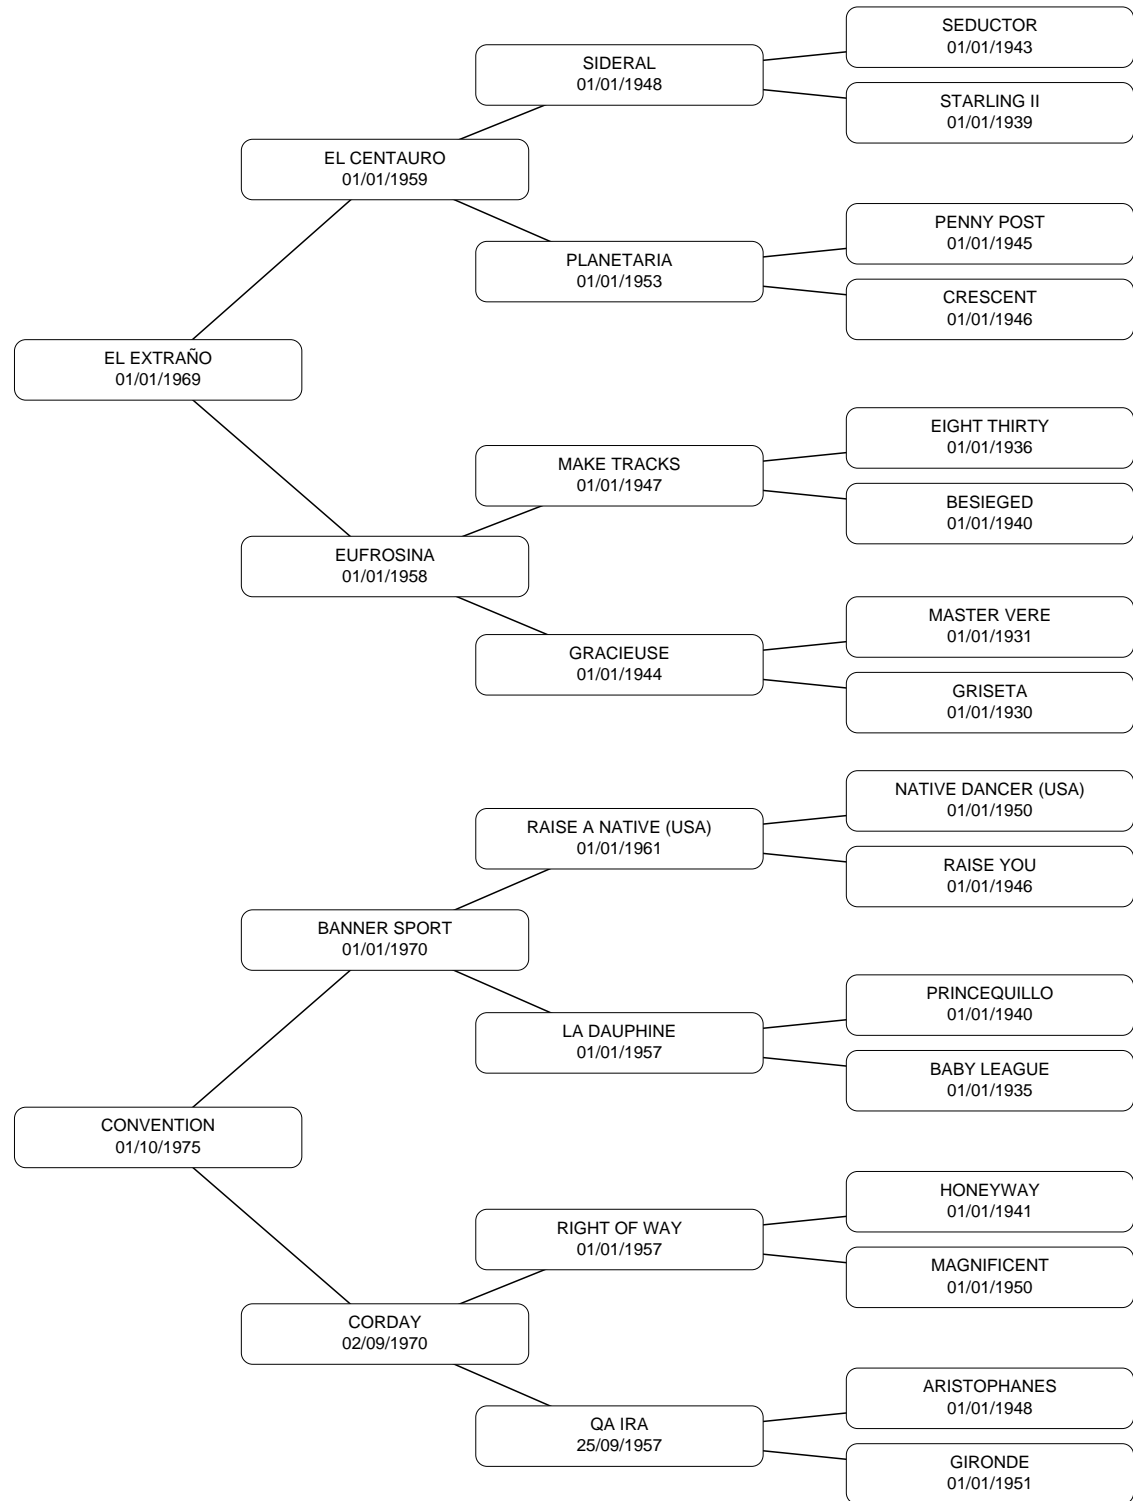 SEDUCTOR
01/01/1943
SIDERAL
01/01/1948
STARLING II
01/01/1939
EL CENTAURO
01/01/1959
PENNY POST
01/01/1945
PLANETARIA
01/01/1953
CRESCENT
01/01/1946
EL EXTRAÑO
01/01/1969
EIGHT THIRTY
01/01/1936
MAKE TRACKS
01/01/1947
BESIEGED
01/01/1940
EUFROSINA
01/01/1958
MASTER VERE
01/01/1931
GRACIEUSE
01/01/1944
GRISETA
01/01/1930
NATIVE DANCER (USA)
01/01/1950
RAISE A NATIVE (USA)
01/01/1961
RAISE YOU
01/01/1946
BANNER SPORT
01/01/1970
PRINCEQUILLO
01/01/1940
LA DAUPHINE
01/01/1957
BABY LEAGUE
01/01/1935
CONVENTION
01/10/1975
HONEYWAY
01/01/1941
RIGHT OF WAY
01/01/1957
MAGNIFICENT
01/01/1950
CORDAY
02/09/1970
ARISTOPHANES
01/01/1948
QA IRA
25/09/1957
GIRONDE
01/01/1951